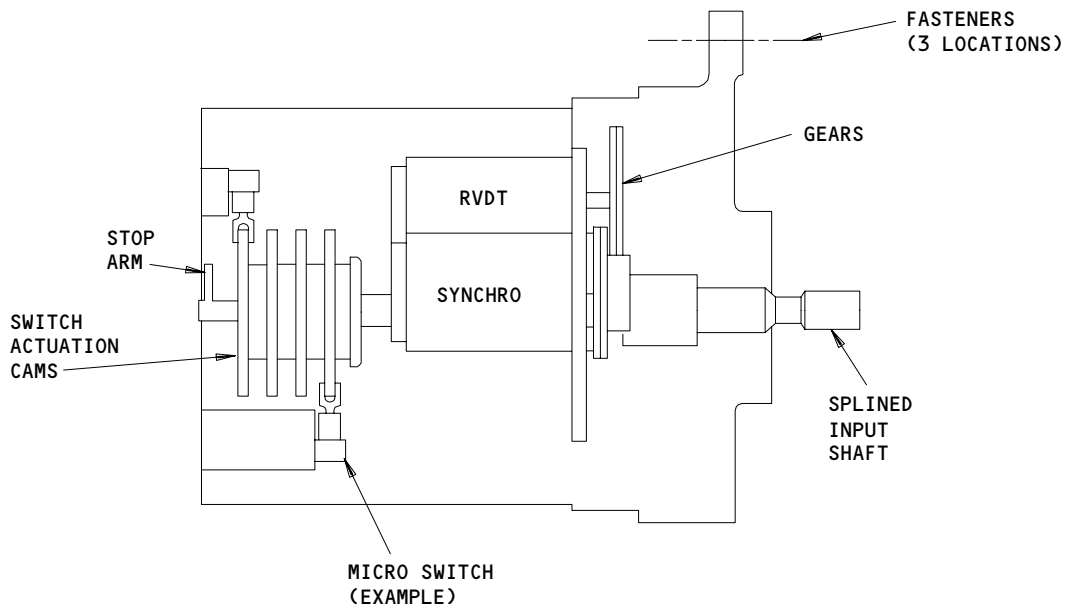 FASTENERS
(3 LOCATIONS)
GEARS
RVDT
STOP
ARM
SYNCHRO
SWITCH
ACTUATION
CAMS
SPLINED
INPUT
SHAFT
MICRO SWITCH
(EXAMPLE)